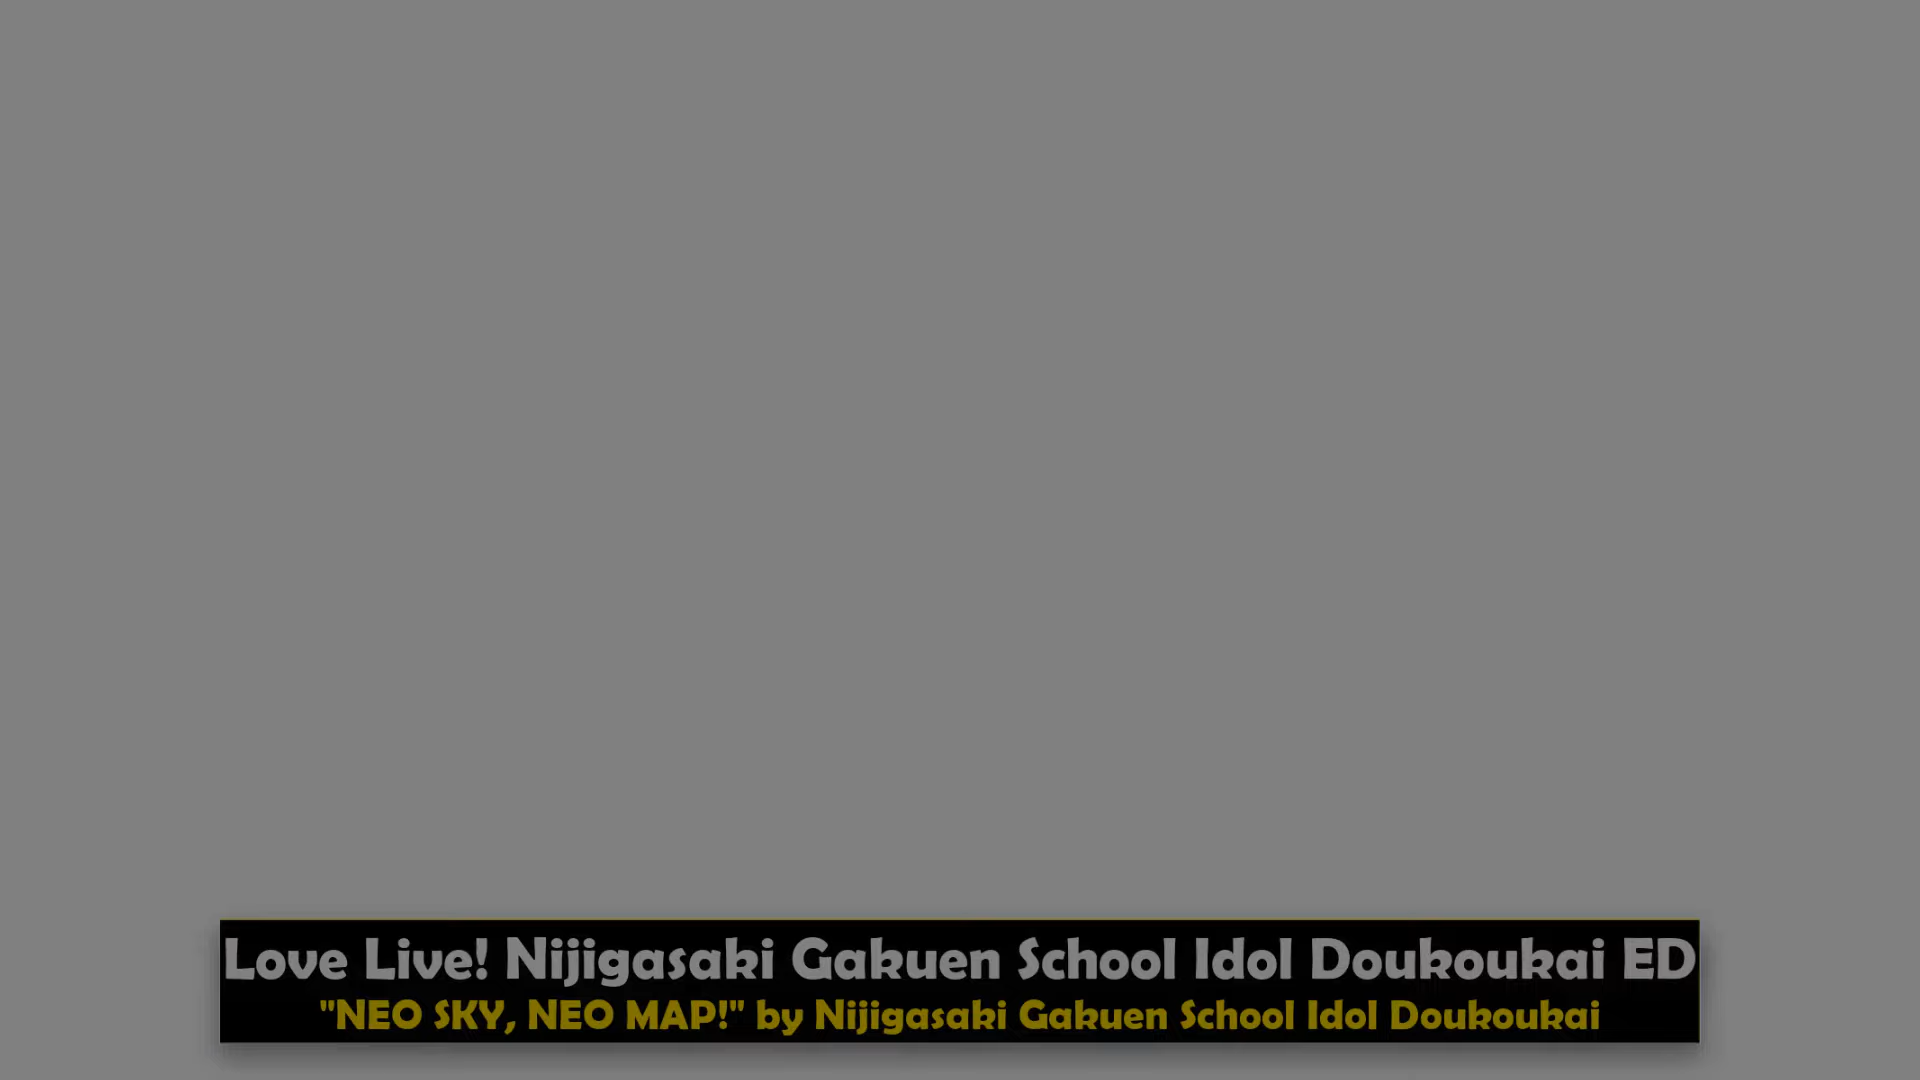 Love Live! Nijigasaki Gakuen School Idol Doukoukai ED
"NEO SKY, NEO MAP!" by Nijigasaki Gakuen School Idol Doukoukai